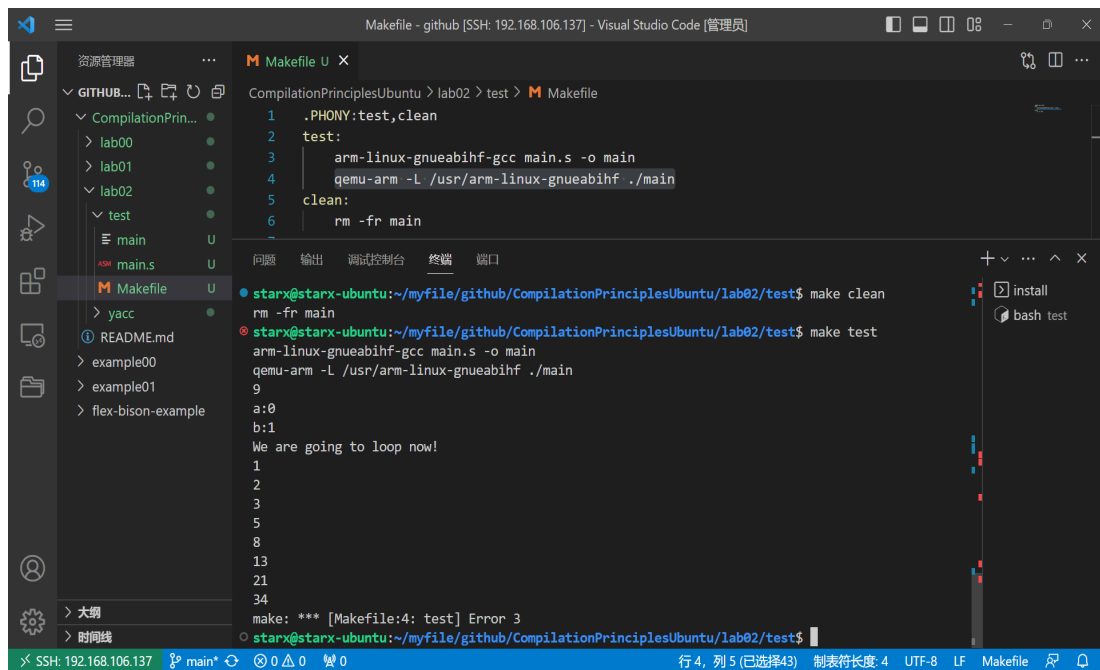 Makefile - github [SSH: 192.168.106.137] - Visual Studio Code [管理员]
资源管理器
GITHUB...
CompilationPrin...
lab00
lab01
lab02
test
main U
ASM main.s U
M Makefile U
yacc
README.md
example00
example01
flex-bison-example
大纲
时间线
114
M Makefile U
CompilationPrinciplesUbuntu > lab02 > test > M Makefile
1 .PHONY:test,clean
2 test:
3 arm-linux-gnueabihf-gcc main.s -o main
4 qemu-arm -L /usr/arm-linux-gnueabihf ./main
5 clean:
6 rm -fr main
问题 输出 调试控制台 终端 端口
starx@starx-ubuntu:~/myfile/github/CompilationPrinciplesUbuntu/lab02/test$ make clean
rm -fr main
starx@starx-ubuntu:~/myfile/github/CompilationPrinciplesUbuntu/lab02/test$ make test
arm-linux-gnueabihf-gcc main.s -o main
qemu-arm -L /usr/arm-linux-gnueabihf ./main
9
a:0
b:1
We are going to loop now!
1
2
3
5
8
13
21
34
make: *** [Makefile:4: test] Error 3
starx@starx-ubuntu:~/myfile/github/CompilationPrinciplesUbuntu/lab02/test$
install
bash test
SSH: 192.168.106.137 main* 0 0 0 行 4，列 5 (已选择43) 制表符长度: 4 UTF-8 LF Makefile